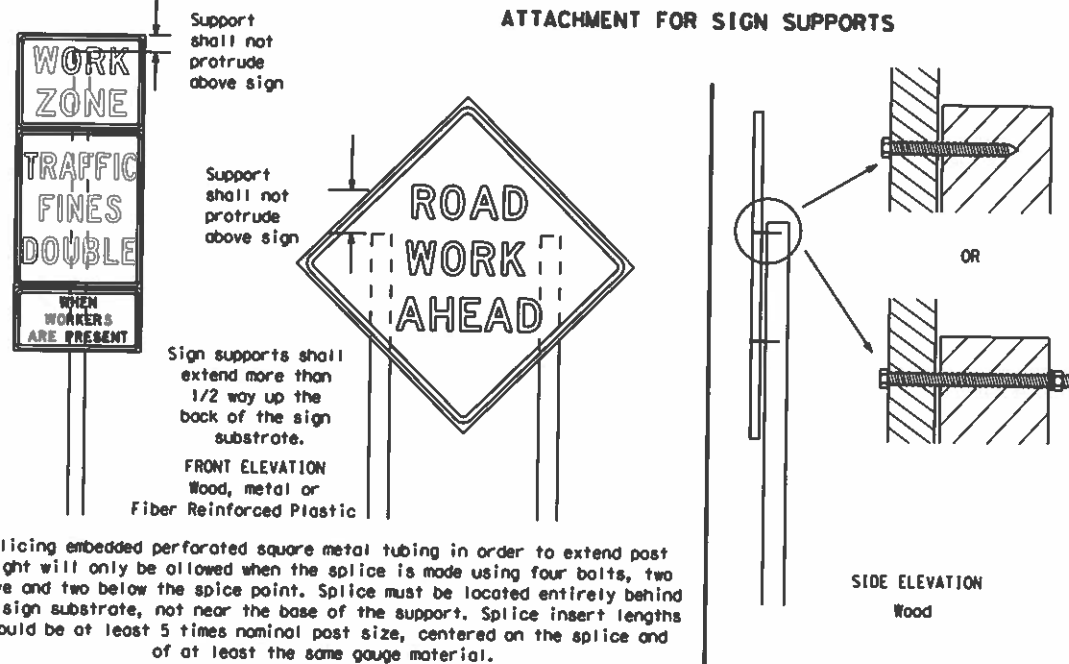 ATTACHMENT FOR SIGN SUPPORTS
Support
shall not
protrude
above sign
WORK
ZONE
TRAFFIC
FINES
DOUBLE
WHEN
WORKERS
ARE PRESENT
Support
shall not
protrude
above sign
ROAD
WORK
AHEAD
Sign supports shall
extend more than
1/2 way up the
back of the sign
substrate.
FRONT ELEVATION
Wood, metal or
Fiber Reinforced Plastic
OR
SIDE ELEVATION
Wood
licing embedded perforated square metal tubing in order to extend post
ght will only be allowed when the splice is made using four bolts, two
ve and two below the spice point. Splice must be located entirely behind
sign substrate, not near the base of the support. Splice insert lengths
ould be at least 5 times nominal post size, centered on the splice and
of at least the same gauge material.